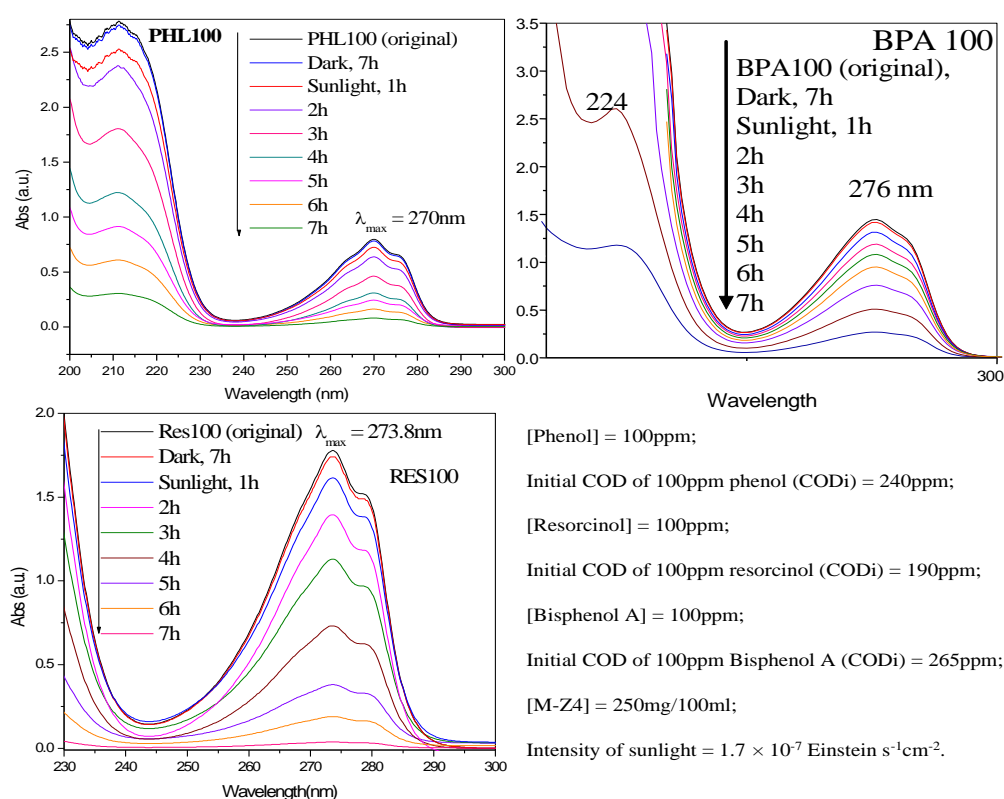 PHL100
PHL100 (original)
Dark, 7h
Sunlight, 1h
2h
3h
4h
5h
6h
7h
λmax = 270nm
Abs (a.u.)
2.5
2.0
1.5
1.0
0.5
0.0
200 210 220 230 240 250 260 270 280 290 300
Wavelength (nm)
BPA 100
BPA100 (original),
Dark, 7h
Sunlight, 1h
2h
3h
4h
5h
6h
7h
224
276 nm
3.5
3.0
2.5
2.0
1.5
1.0
0.5
0.0
300
Wavelength
Res100 (original) λmax = 273.8nm
Dark, 7h
Sunlight, 1h
RES100
2h
3h
4h
5h
6h
7h
Abs (a.u.)
2.0
1.5
1.0
0.5
0.0
230 240 250 260 270 280 290 300
Wavelength(nm)
[Phenol] = 100ppm;
Initial COD of 100ppm phenol (CODi) = 240ppm;
[Resorcinol] = 100ppm;
Initial COD of 100ppm resorcinol (CODi) = 190ppm;
[Bisphenol A] = 100ppm;
Initial COD of 100ppm Bisphenol A (CODi) = 265ppm;
[M-Z4] = 250mg/100ml;
Intensity of sunlight = 1.7 × 10⁻⁷ Einstein s⁻¹cm⁻².